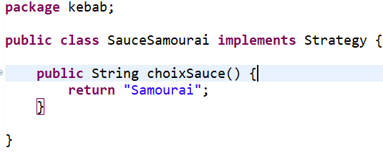 package kebab;
public class SauceSamourai implements Strategy {
public String choixSauce() {
return "Samourai";
}
}